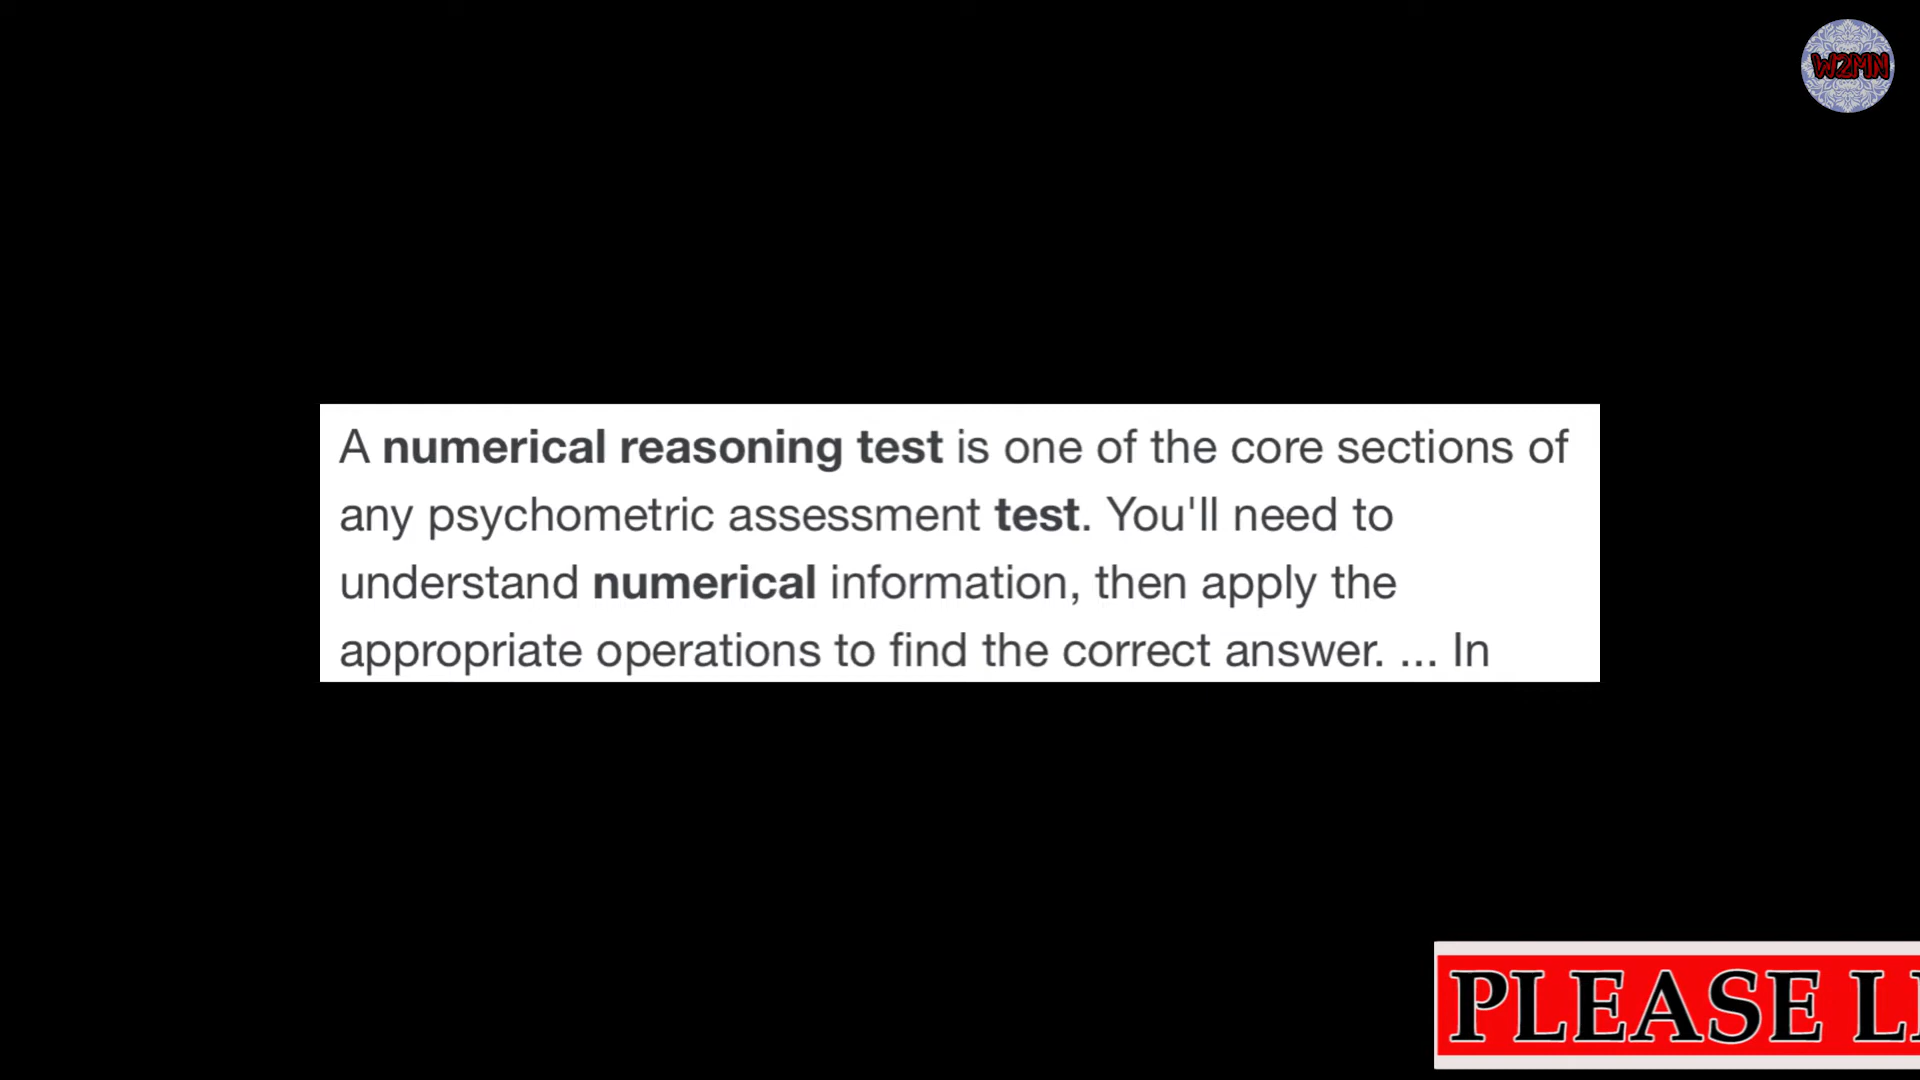 W2MN
A numerical reasoning test is one of the core sections of
any psychometric assessment test. You'll need to
understand numerical information, then apply the
appropriate operations to find the correct answer. ... In
PLEASE